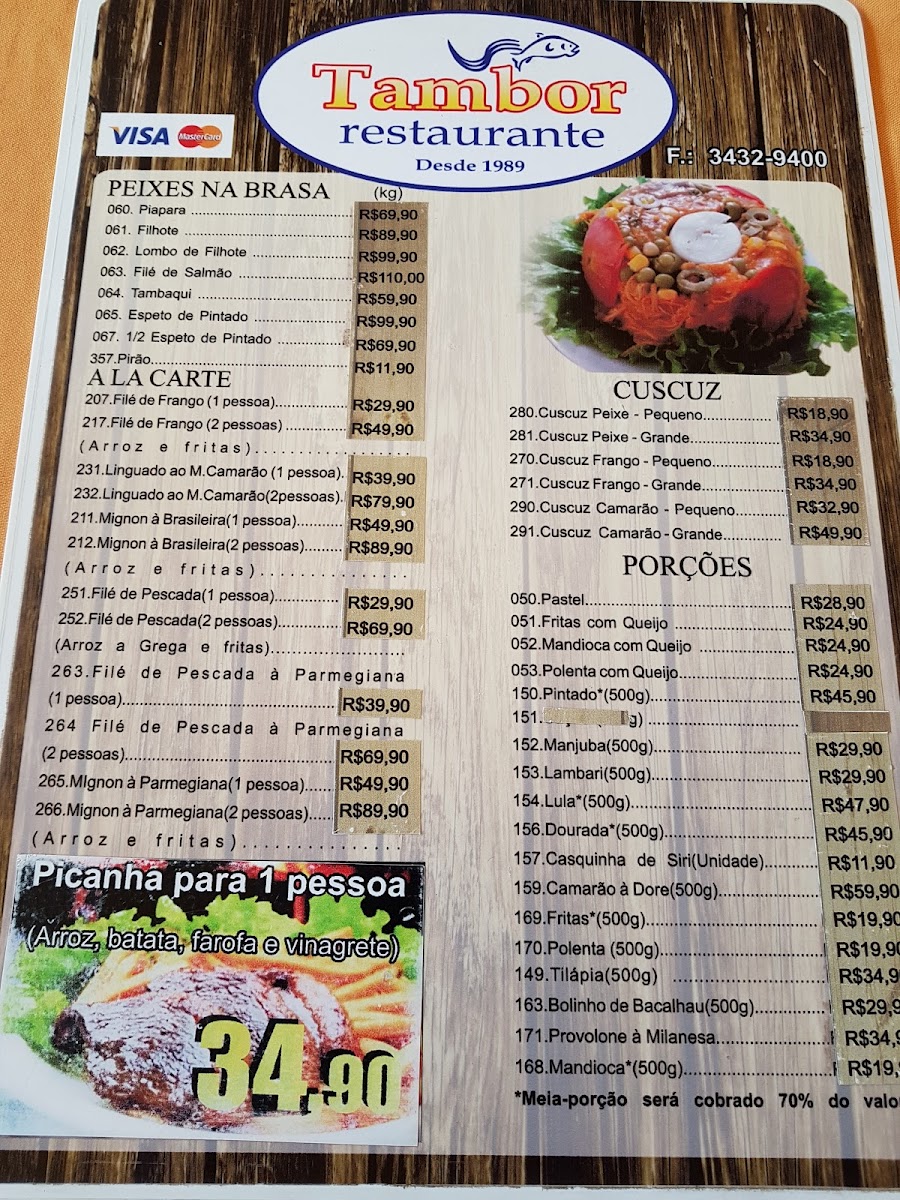 Tambor
restaurante
Desde 1989
VISA MasterCard
F.: 3432-9400
PEIXES NA BRASA (kg)
060. Piapara ........ R$69,90
061. Filhote ........ R$89,90
062. Lombo de Filhote ........ R$99,90
063. Filé de Salmão ........ R$110,00
064. Tambaqui ........ R$59,90
065. Espeto de Pintado ........ R$99,90
067. 1/2 Espeto de Pintado ........ R$69,90
357.Pirão........ R$11,90
A LA CARTE
207.Filé de Frango (1 pessoa)........ R$29,90
217.Filé de Frango (2 pessoas) ........ R$49,90
(Arroz e fritas)........
231.Linguado ao M.Camarão (1 pessoa). R$39,90
232.Linguado ao M.Camarão(2pessoas). R$79,90
211.Mignon à Brasileira(1 pessoa)........ R$49,90
212.Mignon à Brasileira(2 pessoas)........ R$89,90
(Arroz e fritas)........
251.Filé de Pescada(1 pessoa)........ R$29,90
252.Filé de Pescada(2 pessoas)........ R$69,90
(Arroz a Grega e fritas)........
263.Filé de Pescada à Parmegiana
(1 pessoa)........ R$39,90
264 Filé de Pescada à Parmegiana
(2 pessoas)........ R$69,90
265.MIgnon à Parmegiana(1 pessoa)........ R$49,90
266.Mignon à Parmegiana(2 pessoas)..... R$89,90
(Arroz e fritas)........
Picanha para 1 pessoa
(Arroz, batata, farofa e vinagrete)
34,90
CUSCUZ
280.Cuscuz Peixe - Pequeno........ R$18,90
281.Cuscuz Peixe - Grande........ R$34,90
270.Cuscuz Frango - Pequeno........ R$18,90
271.Cuscuz Frango - Grande........ R$34,90
290.Cuscuz Camarão - Pequeno........ R$32,90
291.Cuscuz Camarão - Grande........ R$49,90
PORÇÕES
050.Pastel........ R$28,90
051.Fritas com Queijo ........ R$24,90
052.Mandioca com Queijo ........ R$24,90
053.Polenta com Queijo........ R$24,90
150.Pintado*(500g)........ R$45,90
151. g) ........
152.Manjuba(500g)........ R$29,90
153.Lambari(500g)........ R$29,90
154.Lula*(500g)........ R$47,90
156.Dourada*(500g)........ R$45,90
157.Casquinha de Siri(Unidade)........ R$11,90
159.Camarão à Dore(500g)........ R$59,90
169.Fritas*(500g)........ R$19,90
170.Polenta (500g)........ R$19,90
149.Tilápia(500g) ........ R$34,9
163.Bolinho de Bacalhau(500g)........ R$29,9
171.Provolone à Milanesa........ R$34,
168.Mandioca*(500g)........ R$19,
*Meia-porção será cobrado 70% do valo